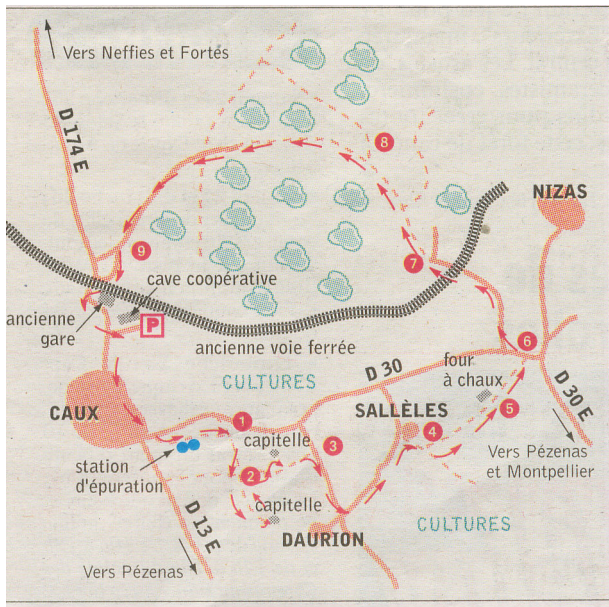 Vers Neffies et Fortés
D 174 E
8
NIZAS
9
7
cave coopérative
ancienne
gare
P
ancienne voie ferrée
6
D 30
four
à chaux
CULTURES
CAUX
SALLÈLES
5
D 30 E
1
capitelle
3
4
station
d'épuration
2
Vers Pézenas
et Montpellier
capitelle
D 13 E
DAURION
CULTURES
Vers Pézenas